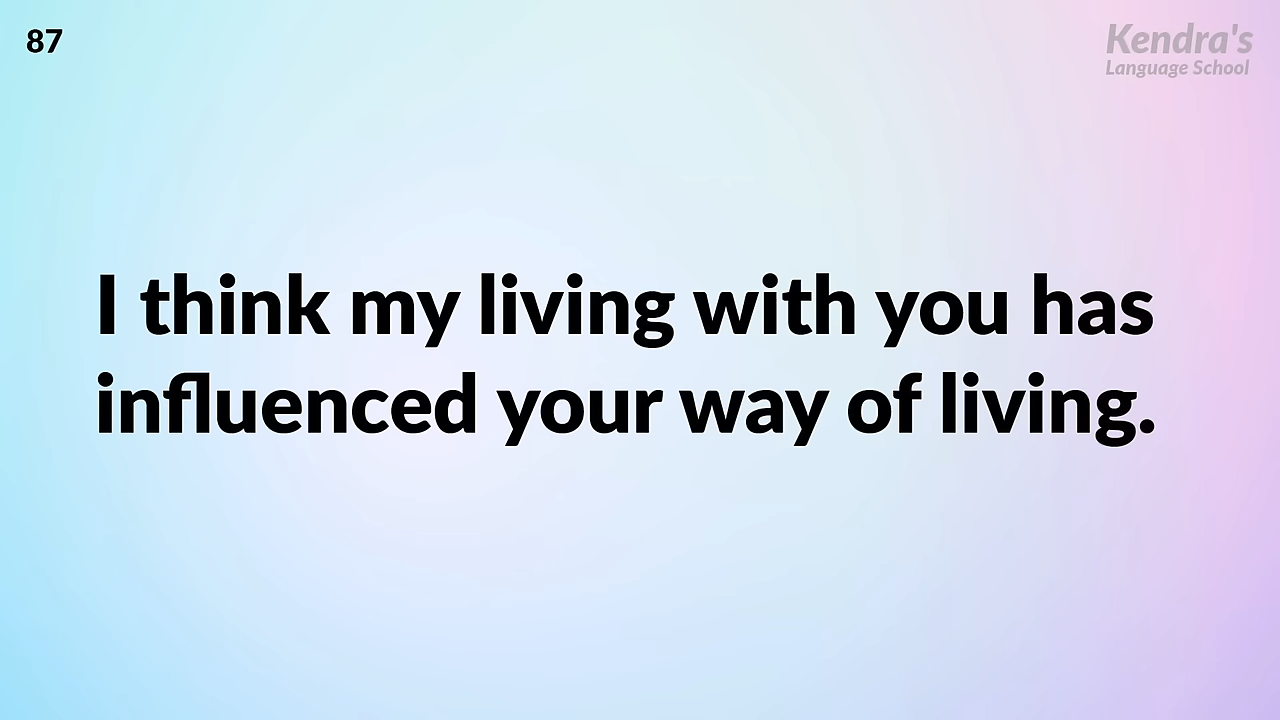 87
Kendra's
Language School
I think my living with you has
influenced your way of living.